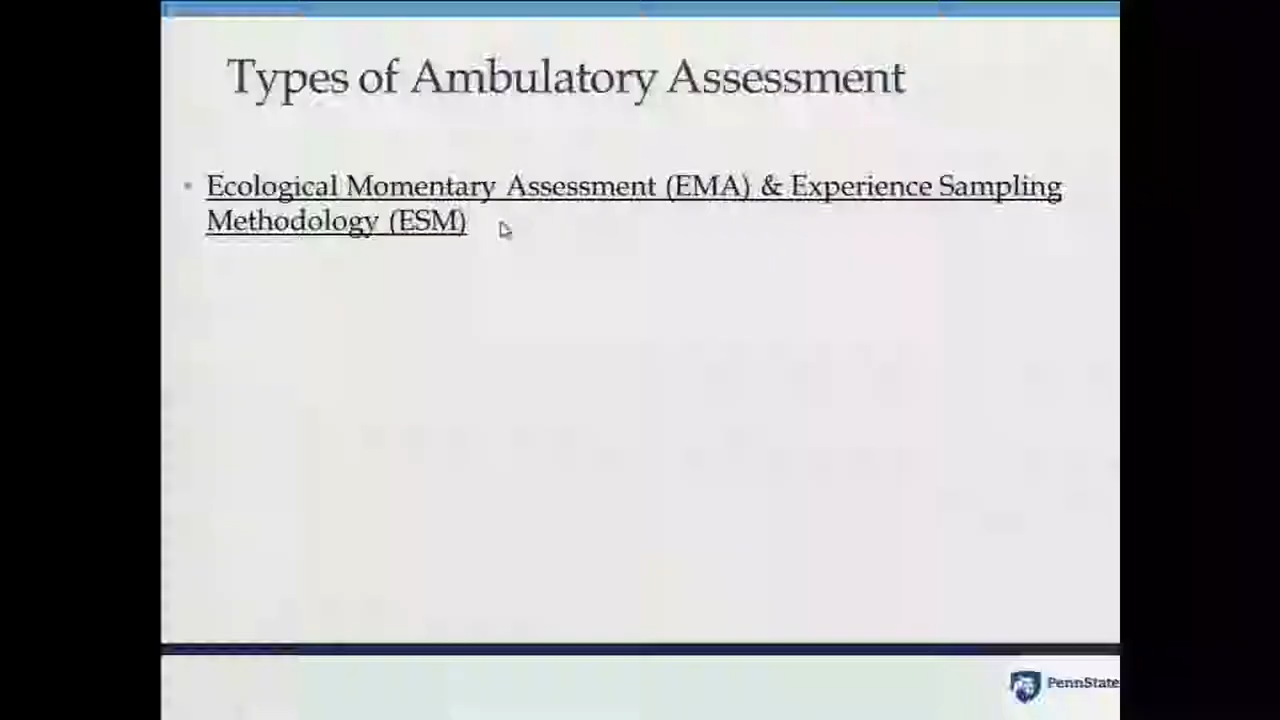 Types of Ambulatory Assessment
• Ecological Momentary Assessment (EMA) & Experience Sampling
Methodology (ESM)
PennState